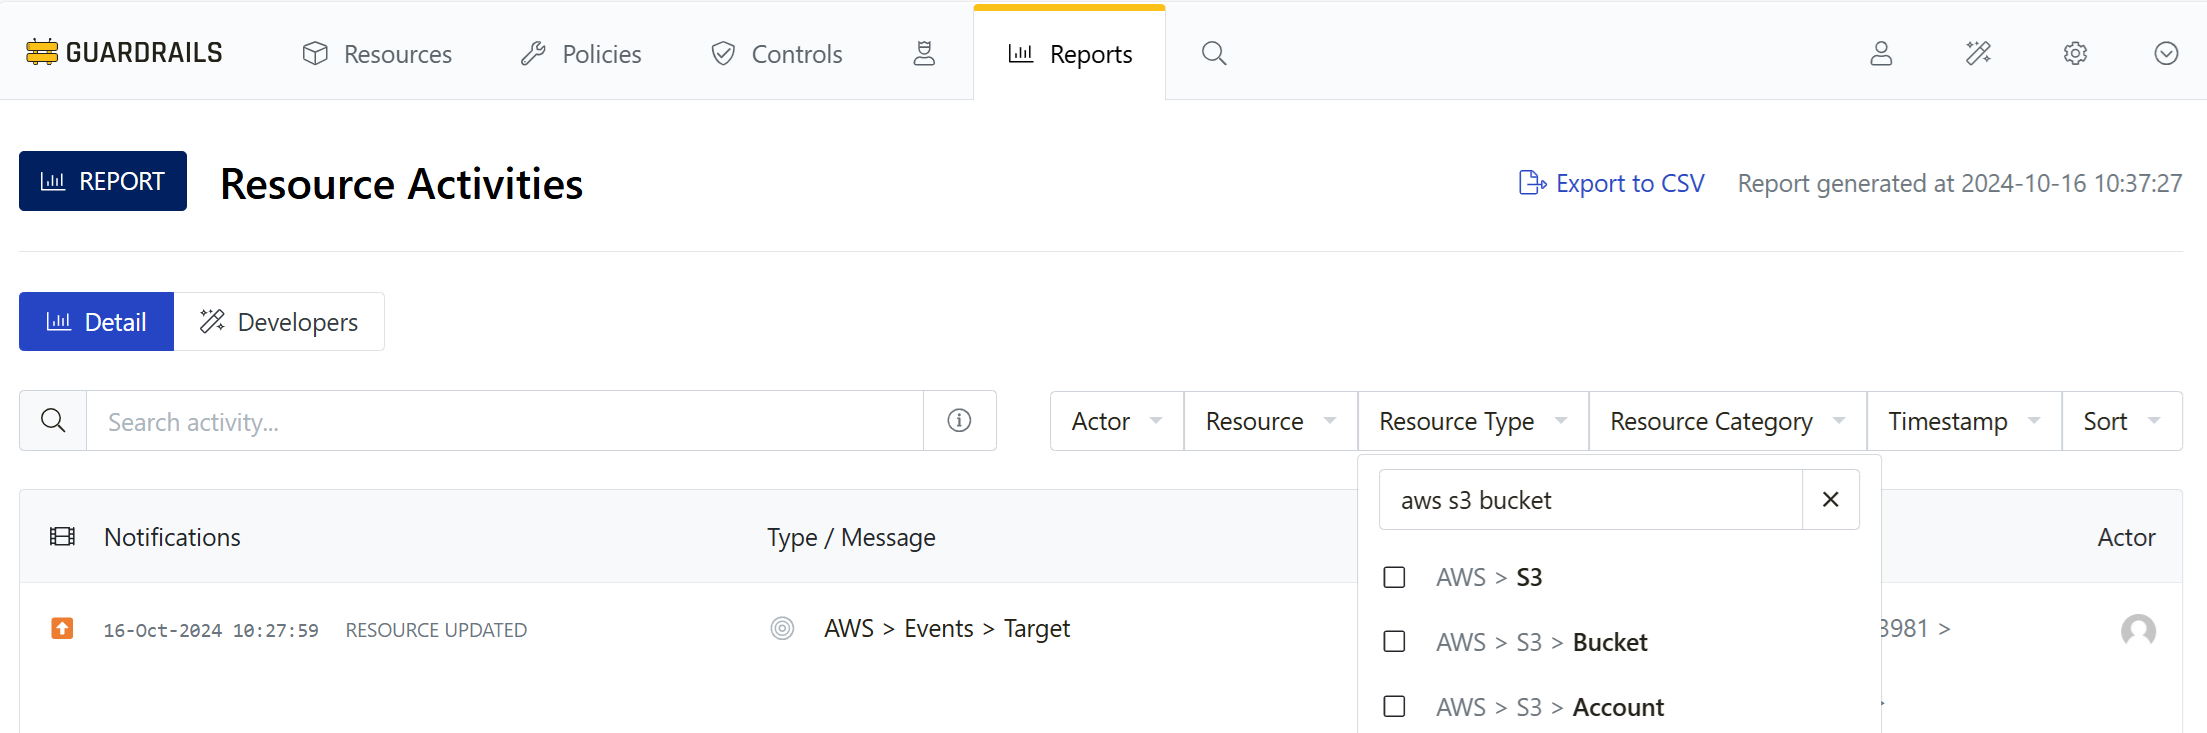 GUARDRAILS Resources Policies Controls Reports
REPORT Resource Activities Export to CSV Report generated at 2024-10-16 10:37:27
Detail Developers
Search activity... Actor Resource Resource Type Resource Category Timestamp Sort
aws s3 bucket
Notifications Type / Message Actor
AWS > S3
16-Oct-2024 10:27:59 RESOURCE UPDATED AWS > Events > Target 3981 >
AWS > S3 > Bucket
AWS > S3 > Account